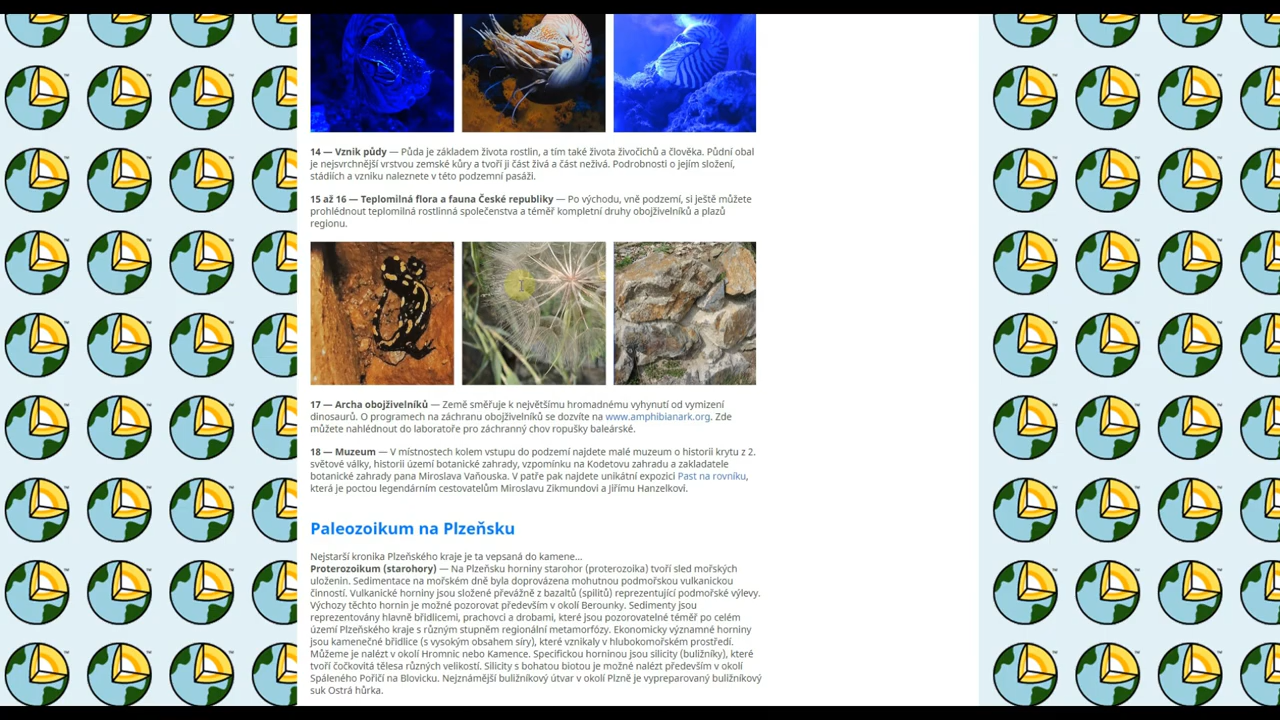 14 — Vznik půdy — Půda je základem života rostlin, a tím také života živočichů a člověka. Půdní obal
je nejsvrchnější vrstvou zemské kůry a tvoří ji část živá a část neživá. Podrobnosti o jejím složení,
stádiích a vzniku naleznete v této podzemní pasáži.
15 až 16 — Teplomilná flora a fauna České republiky — Po východu, vně podzemí, si ještě můžete
prohlédnout teplomilná rostlinná společenstva a téměř kompletní druhy obojživelníků a plazů
regionu.
17 — Archa obojživelníků — Země směřuje k největšímu hromadnému vyhynutí od vymizení
dinosaurů. O programech na záchranu obojživelníků se dozvíte na www.amphibianark.org. Zde
můžete nahlédnout do laboratoře pro záchranný chov ropušky baleárské.
18 — Muzeum — V místnostech kolem vstupu do podzemí najdete malé muzeum o historii krytu z 2.
světové války, historii území botanické zahrady, vzpomínku na Kodetovu zahradu a zakladatele
botanické zahrady pana Miroslava Vaňouska. V patře pak najdete unikátní expozici Past na rovníku,
která je poctou legendárním cestovatelům Miroslavu Zikmundovi a Jiřímu Hanzelkovi.
Paleozoikum na Plzeňsku
Nejstarší kronika Plzeňského kraje je ta vepsaná do kamene...
Proterozoikum (starohory) — Na Plzeňsku horniny starohor (proterozoika) tvoří sled mořských
uloženin. Sedimentace na mořském dně byla doprovázena mohutnou podmořskou vulkanickou
činností. Vulkanické horniny jsou složené převážně z bazaltů (spilitů) reprezentující podmořské výlevy.
Výchozy těchto hornin je možné pozorovat především v okolí Berounky. Sedimenty jsou
reprezentovány hlavně břidlicemi, prachovci a drobami, které jsou pozorovatelné téměř po celém
území Plzeňského kraje s různým stupněm regionální metamorfózy. Ekonomicky významné horniny
jsou kamenečné břidlice (s vysokým obsahem síry), které vznikaly v hlubokomořském prostředí.
Můžeme je nalézt v okolí Hromnic nebo Kamence. Specifickou horninou jsou silicity (buližníky), které
tvoří čočkovitá tělesa různých velikostí. Silicity s bohatou biotou je možné nalézt především v okolí
Spáleného Poříčí na Blovicku. Nejznámější buližníkový útvar v okolí Plzně je vypreparovaný buližníkový
suk Ostrá hůrka.